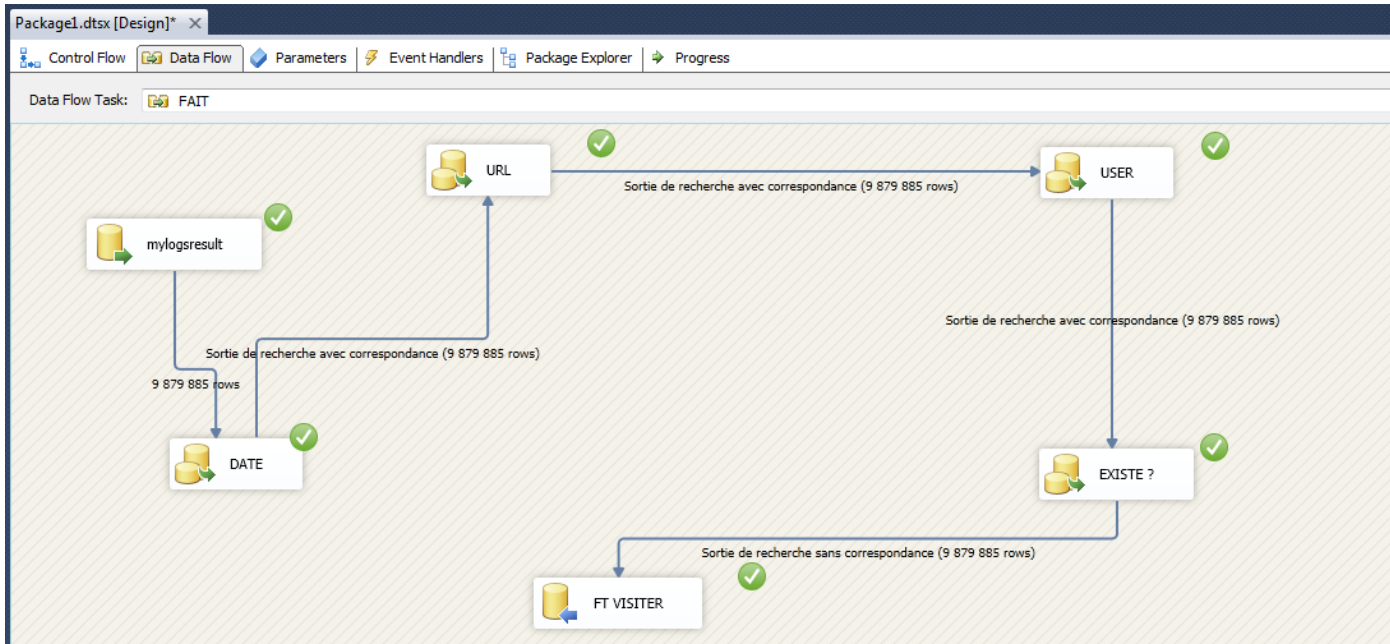 Package1.dtsx [Design]*
Control Flow
Data Flow
Parameters
Event Handlers
Package Explorer
Progress
Data Flow Task:
FAIT
URL
USER
Sortie de recherche avec correspondance (9 879 885 rows)
mylogsresult
Sortie de recherche avec correspondance (9 879 885 rows)
Sortie de recherche avec correspondance (9 879 885 rows)
9 879 885 rows
DATE
EXISTE ?
Sortie de recherche sans correspondance (9 879 885 rows)
FT VISITER